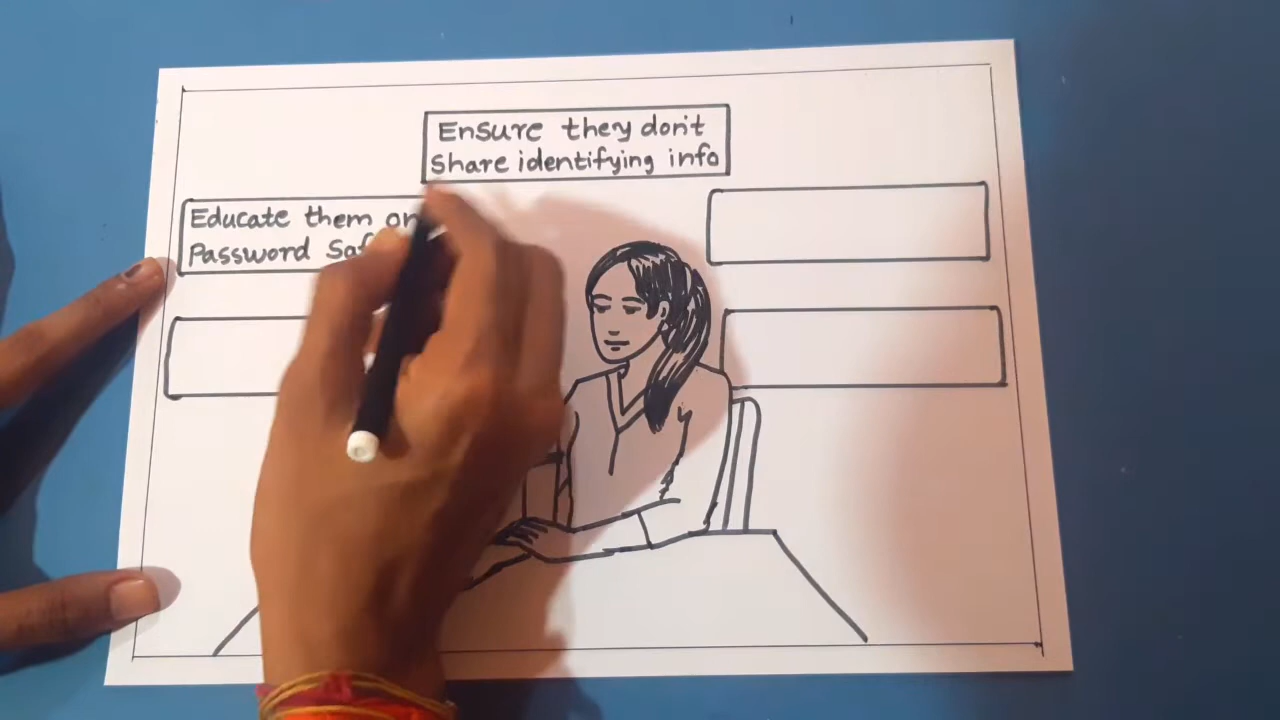 Ensure they don't
Share identifying info
Educate them on
Password